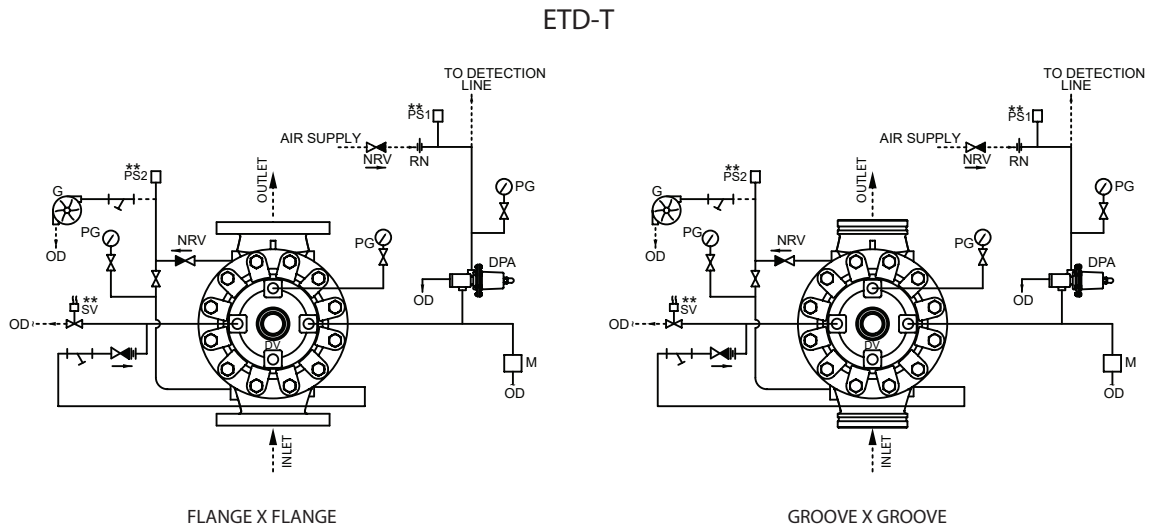 ETD-T
TO DETECTION
LINE
**
PS1
AIR SUPPLY
NRV
RN
**
PS2
G
OUTLET
PG
PG
NRV
PG
OD
DPA
OD
**
SV
OD
DV
M
OD
INLET
FLANGE X FLANGE
TO DETECTION
LINE
**
PS1
AIR SUPPLY
NRV
RN
**
PS2
G
OUTLET
PG
PG
NRV
PG
OD
DPA
OD
**
SV
OD
DV
M
OD
INLET
GROOVE X GROOVE